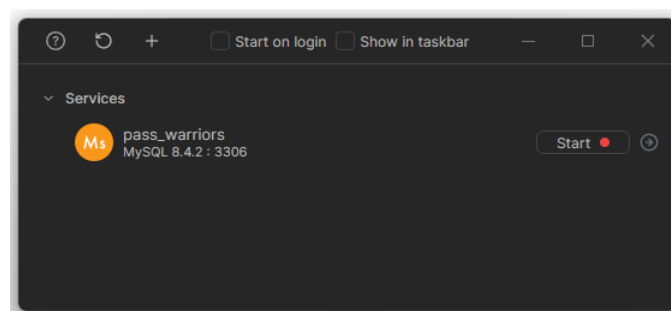 Start on login Show in taskbar
Services
Ms
pass_warriors
MySQL 8.4.2 : 3306
Start